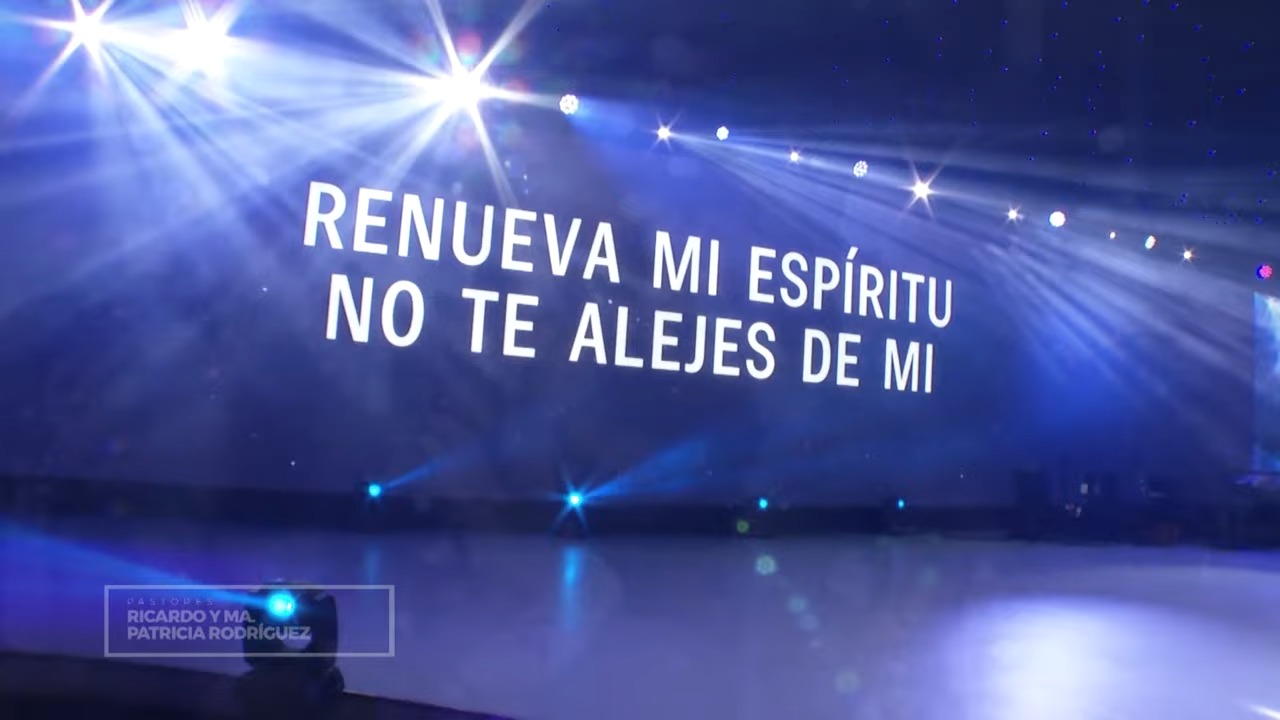 RENUEVA MI ESPÍRITU
NO TE ALEJES DE MI
PASTORES
RICARDO Y MA.
PATRICIA RODRÍGUEZ